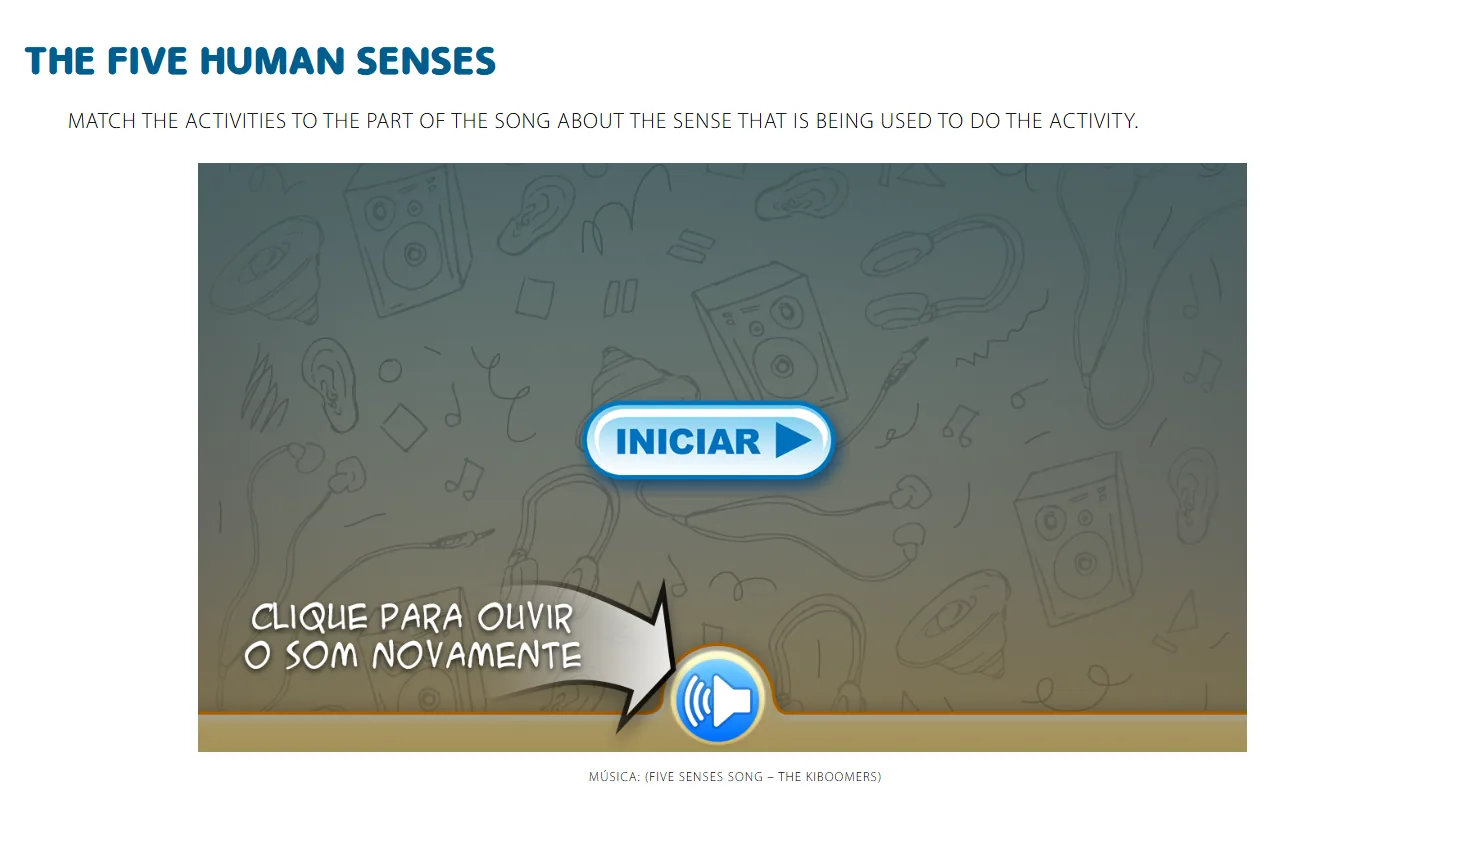 THE FIVE HUMAN SENSES
MATCH THE ACTIVITIES TO THE PART OF THE SONG ABOUT THE SENSE THAT IS BEING USED TO DO THE ACTIVITY.
INICIAR
CLIQUE PARA OUVIR
O SOM NOVAMENTE
MÚSICA: (FIVE SENSES SONG – THE KIBOOMERS)